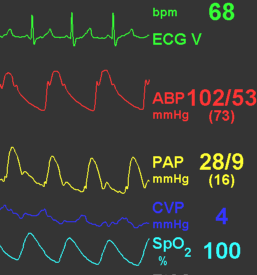 bpm 68
ECG V
ABP 102/53
mmHg (73)
PAP 28/9
mmHg (16)
CVP 4
mmHg
SpO₂ 100
%